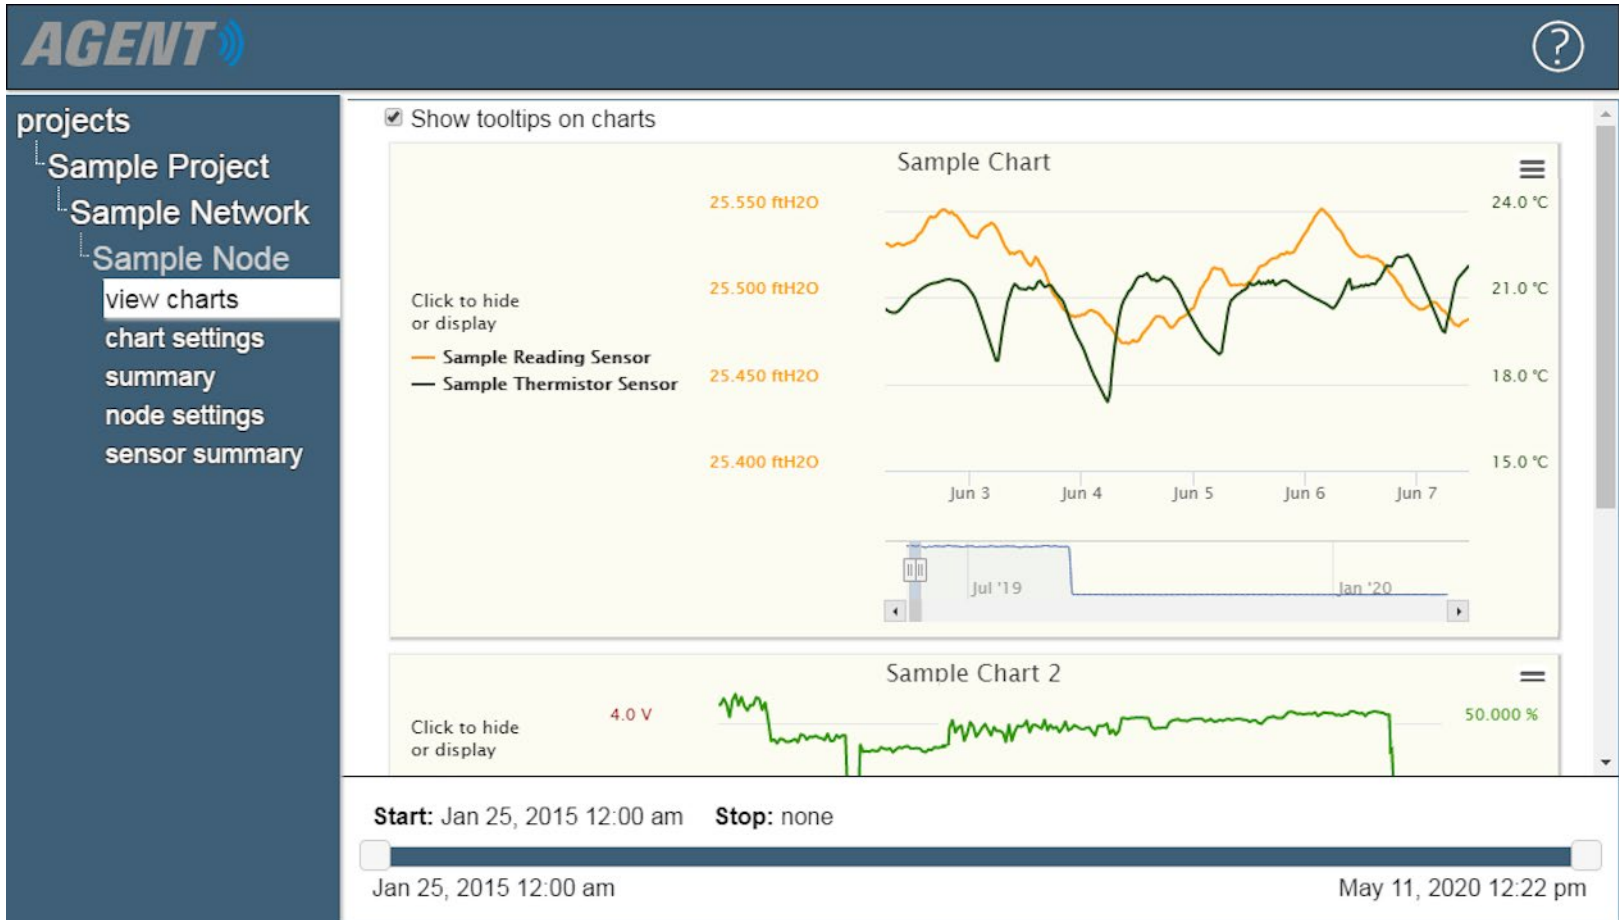 AGENT
?
projects
Sample Project
Sample Network
Sample Node
view charts
chart settings
summary
node settings
sensor summary
Show tooltips on charts
Sample Chart
25.550 ftH2O
24.0 °C
25.500 ftH2O
21.0 °C
Click to hide
or display
Sample Reading Sensor
Sample Thermistor Sensor
25.450 ftH2O
18.0 °C
25.400 ftH2O
15.0 °C
Jun 3 Jun 4 Jun 5 Jun 6 Jun 7
Jul '19 Jan '20
Sample Chart 2
4.0 V
50.000 %
Click to hide
or display
Start: Jan 25, 2015 12:00 am Stop: none
Jan 25, 2015 12:00 am May 11, 2020 12:22 pm